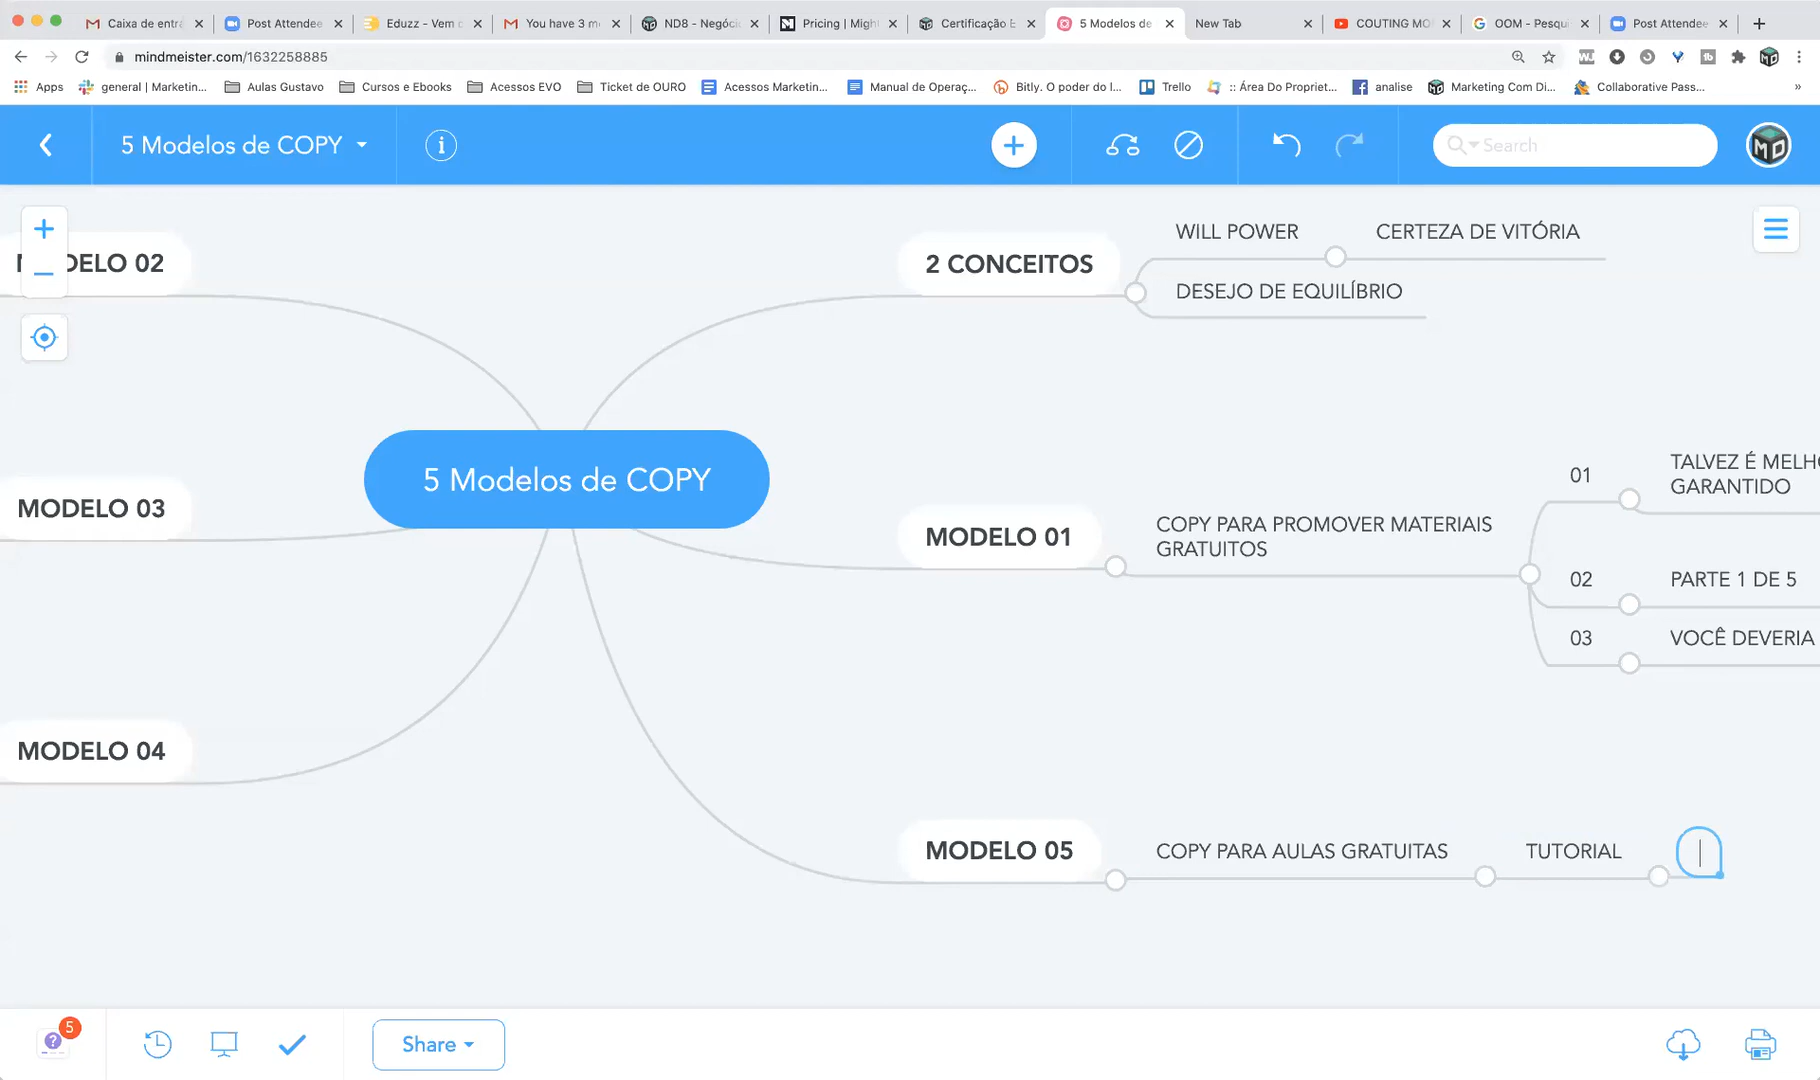 Caixa de entra
Post Attendee
Eduzz - Vem d
You have 3 m
ND8 - Negóci
Pricing | Migh
Certificação E
5 Modelos de
New Tab
COUTING MO
OOM - Pesqui
Post Attendee
mindmeister.com/1632258885
Apps
general | Marketin...
Aulas Gustavo
Cursos e Ebooks
Acessos EVO
Ticket de OURO
Acessos Marketin...
Manual de Operaç...
Bitly. O poder do l...
Trello
:: Área Do Propriet...
analise
Marketing Com Di...
Collaborative Pass...
»
5 Modelos de COPY
Search
MD
WILL POWER
CERTEZA DE VITÓRIA
2 CONCEITOS
DESEJO DE EQUILÍBRIO
DELO 02
5 Modelos de COPY
MODELO 03
MODELO 01
COPY PARA PROMOVER MATERIAIS
GRATUITOS
01
TALVEZ É MELHO
GARANTIDO
02
PARTE 1 DE 5
03
VOCÊ DEVERIA
MODELO 04
MODELO 05
COPY PARA AULAS GRATUITAS
TUTORIAL
5
Share